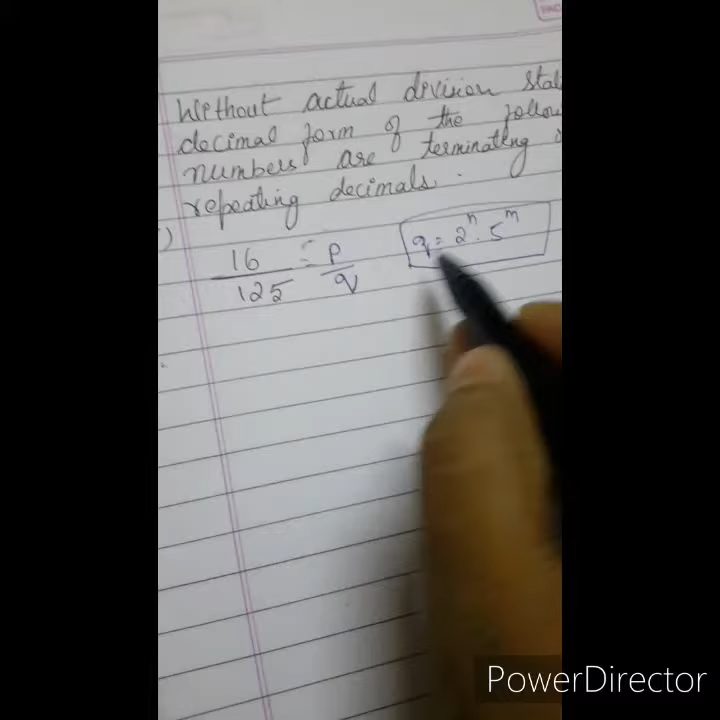 Without actual division
decimal form of the
numbers are terminating
repeating decimals.
16/125 = p/q q = 2^n . 5^m
PowerDirector